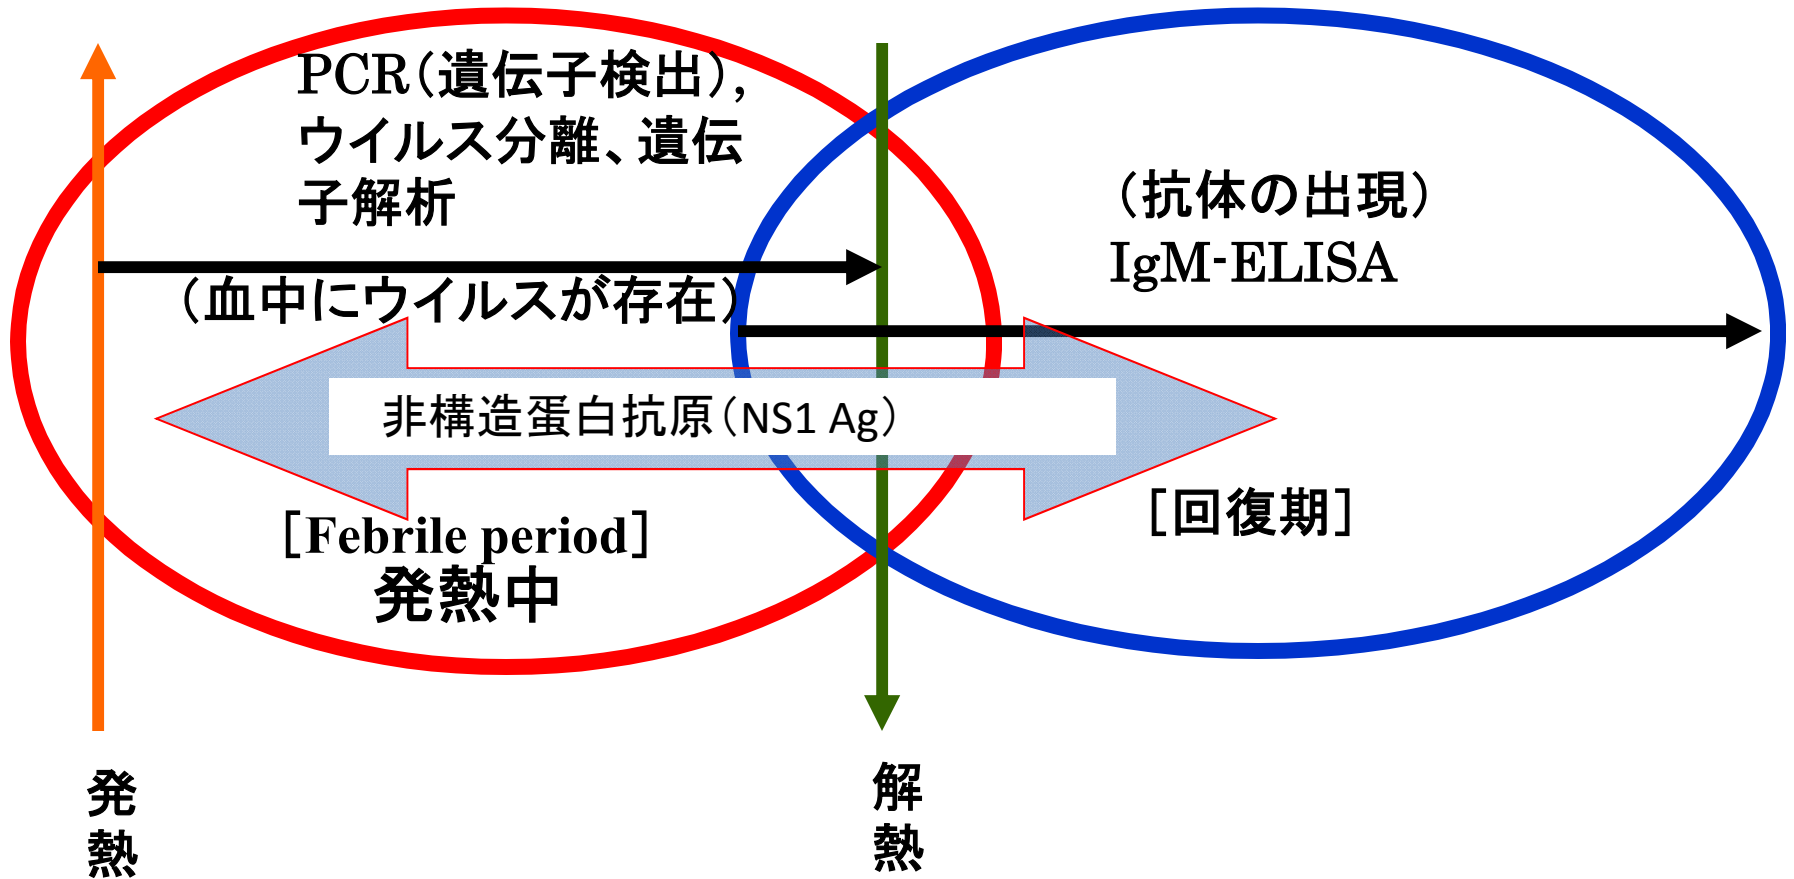 PCR（遺伝子検出）,
ウイルス分離、遺伝
子解析
（血中にウイルスが存在）
（抗体の出現）
IgM-ELISA
非構造蛋白抗原（NS1 Ag）
［Febrile period］
発熱中
［回復期］
発熱
解熱